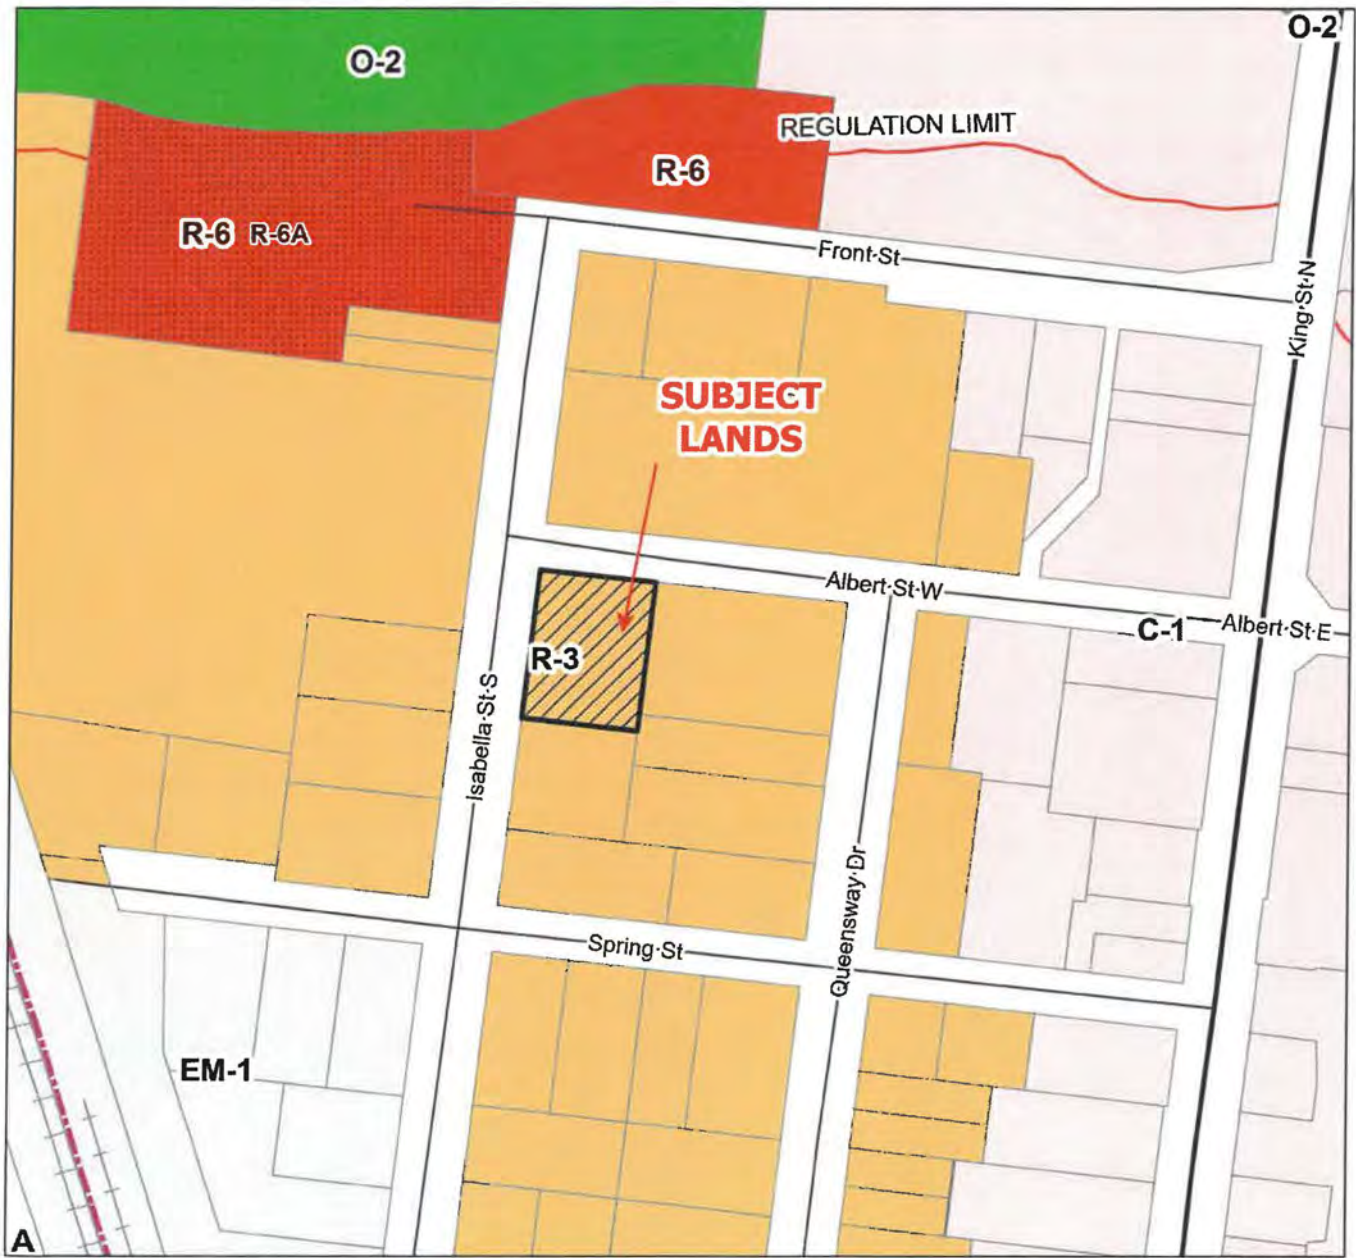 O-2
O-2
REGULATION LIMIT
R-6
R-6 R-6A
Front St
King St N
SUBJECT
LANDS
Albert St W
C-1
Albert St E
R-3
Isabella St S
Queensway Dr
Spring St
EM-1
A